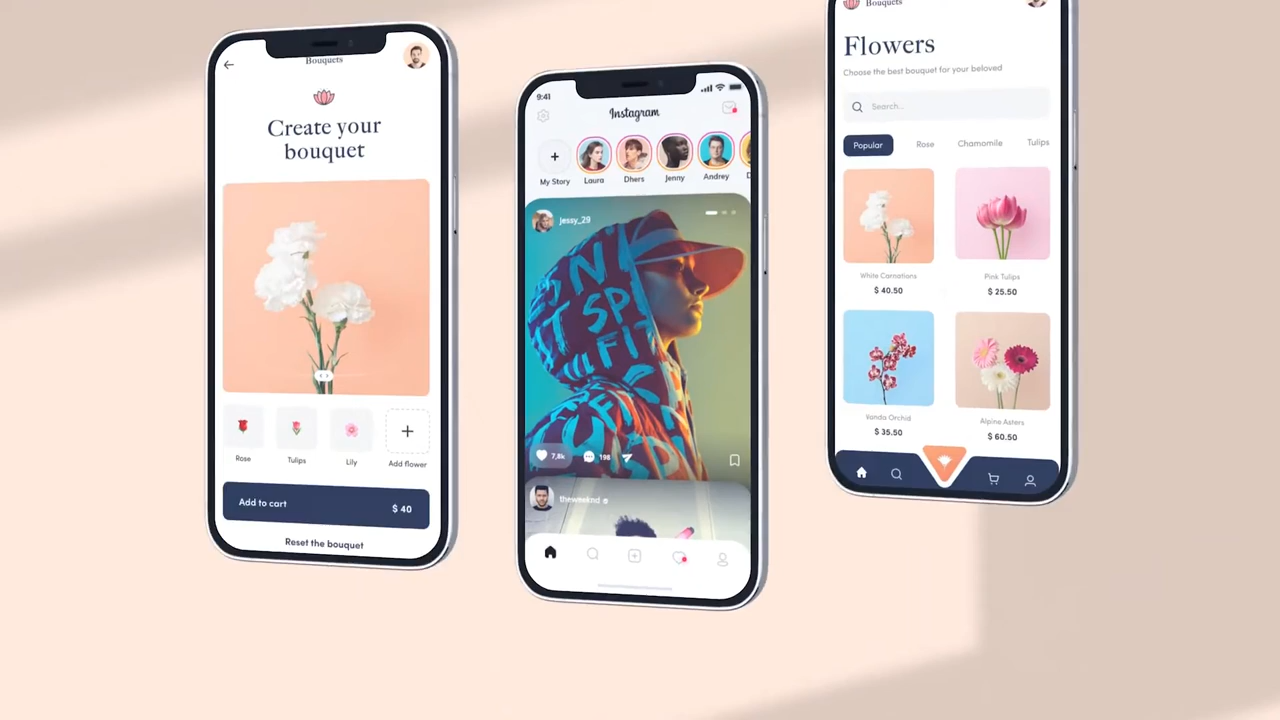 Bouquets
Create your
bouquet
Rose
Tulips
Lily
Add flower
Add to cart
$ 40
Reset the bouquet
9:41
Instagram
My Story
Laura
Dhers
Jenny
Andrey
jessy_29
IN
SPI
FIT
7,8k
198
theweeknd
Bouquets
Flowers
Choose the best bouquet for your beloved
Search...
Popular
Rose
Chamomile
Tulips
White Carnations
$ 40.50
Pink Tulips
$ 25.50
Vanda Orchid
$ 35.50
Alpine Asters
$ 60.50